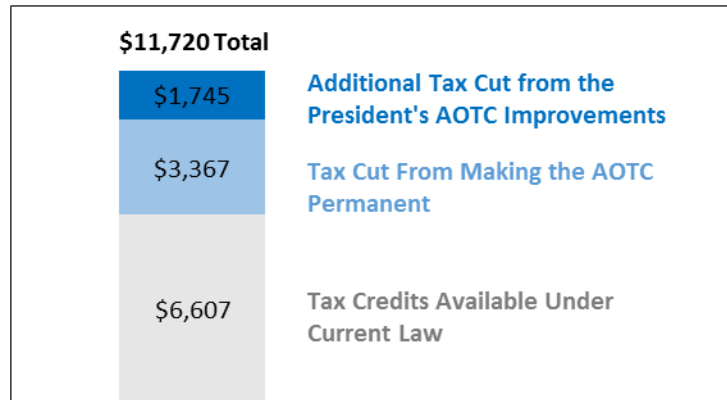 $11,720 Total
$1,745
Additional Tax Cut from the
President's AOTC Improvements
$3,367
Tax Cut From Making the AOTC
Permanent
$6,607
Tax Credits Available Under
Current Law